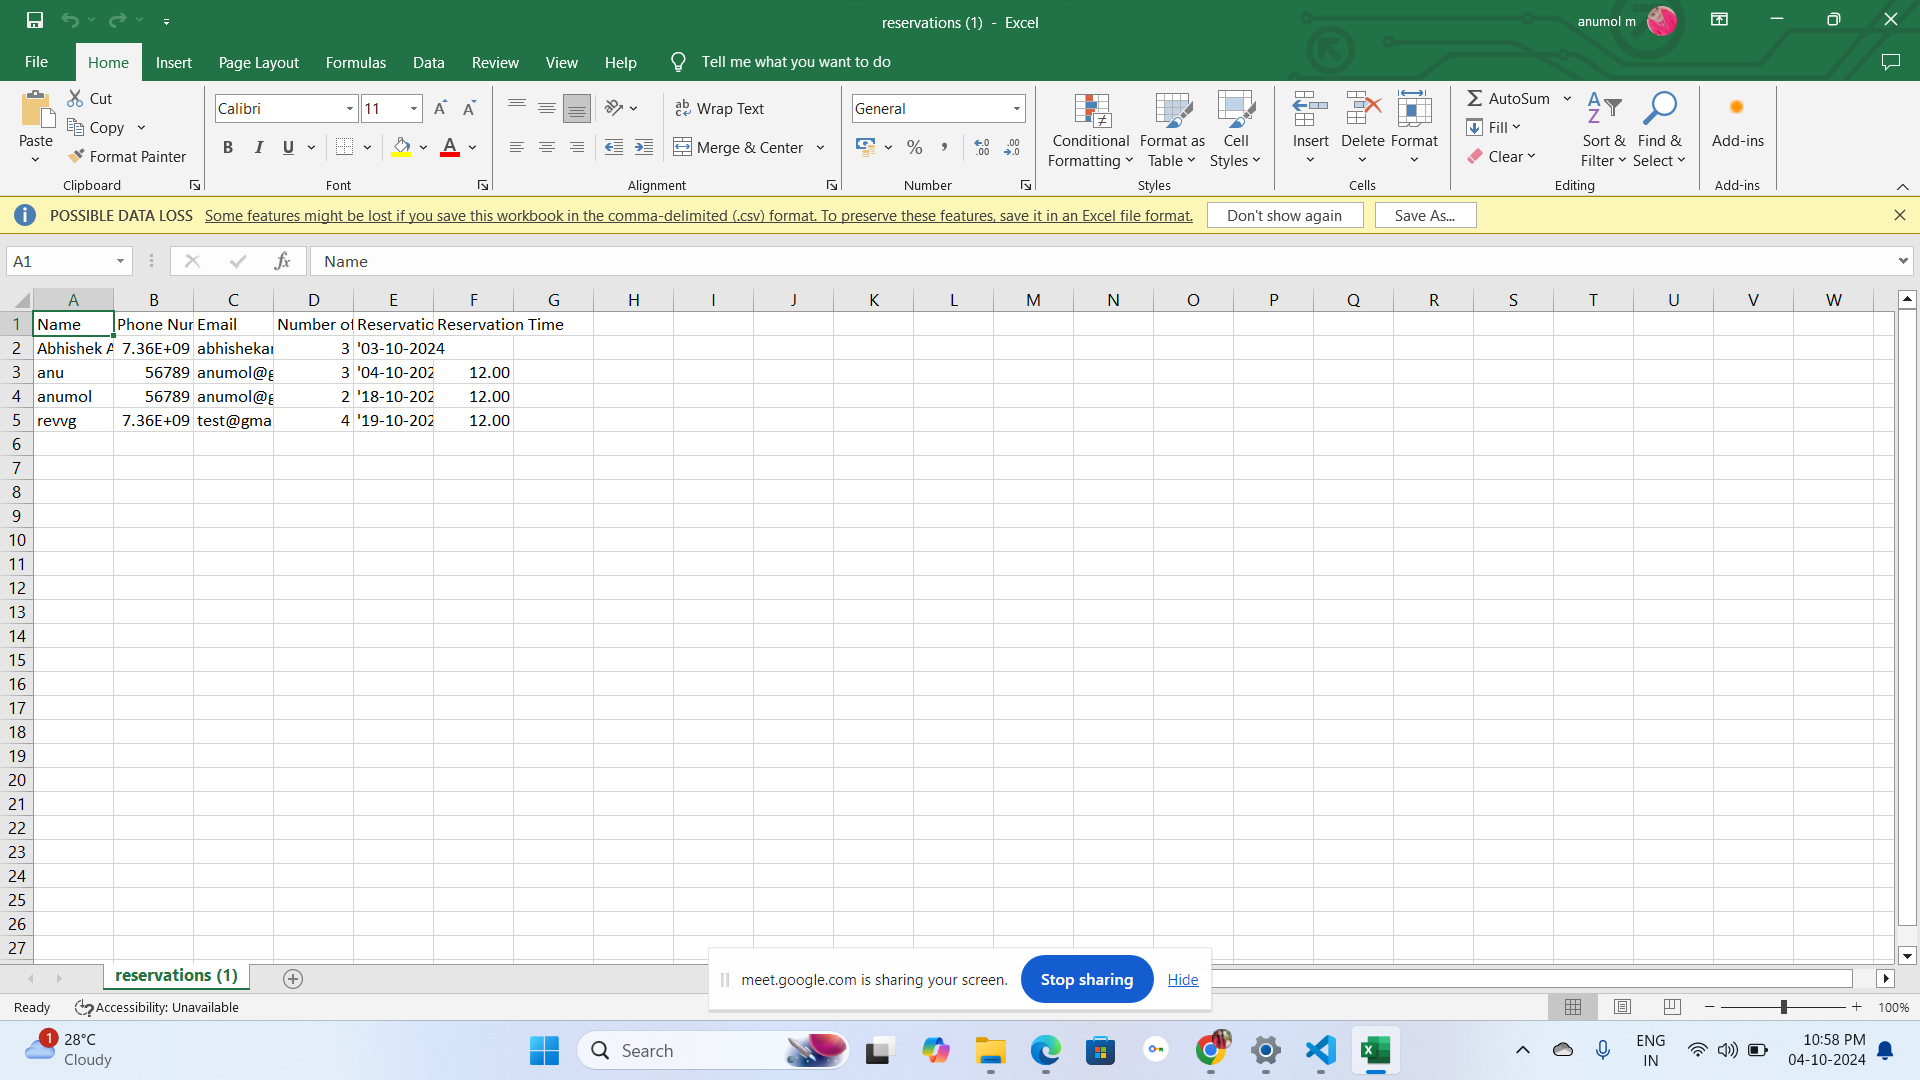 reservations (1) - Excel
anumol m
File Home Insert Page Layout Formulas Data Review View Help Tell me what you want to do
Paste
Cut
Copy
Format Painter
Clipboard
Calibri 11
B I U
Font
Wrap Text
Merge & Center
Alignment
General
Number
Conditional Formatting
Format as Table
Cell Styles
Styles
Insert Delete Format
Cells
AutoSum
Fill
Clear
Sort & Filter
Find & Select
Editing
Add-ins
Add-ins
POSSIBLE DATA LOSS Some features might be lost if you save this workbook in the comma-delimited (.csv) format. To preserve these features, save it in an Excel file format. Don't show again Save As...
A1 fx Name
A B C D E F G H I J K L M N O P Q R S T U V W
1 Name Phone Nur Email Number of Reservatio Reservation Time
2 Abhishek A 7.36E+09 abhishekar 3 '03-10-2024
3 anu 56789 anumol@g 3 '04-10-202 12.00
4 anumol 56789 anumol@g 2 '18-10-202 12.00
5 revvg 7.36E+09 test@gma 4 '19-10-202 12.00
6
7
8
9
10
11
12
13
14
15
16
17
18
19
20
21
22
23
24
25
26
27
meet.google.com is sharing your screen. Stop sharing Hide
reservations (1)
Ready Accessibility: Unavailable 100%
1 28°C
Cloudy
Search
ENG
IN
10:58 PM
04-10-2024